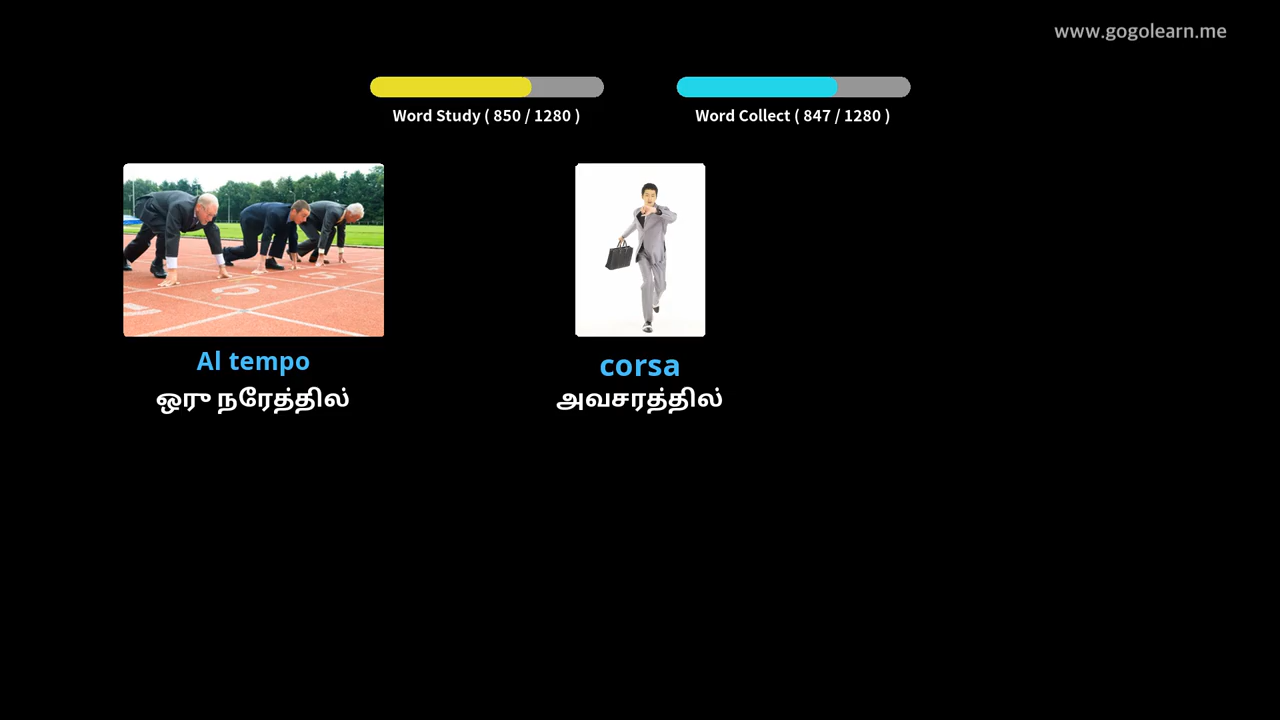 www.gogolearn.me
Word Study ( 850 / 1280 )
Word Collect ( 847 / 1280 )
Al tempo
ஒரு நரேத்தில்
corsa
அவசரத்தில்